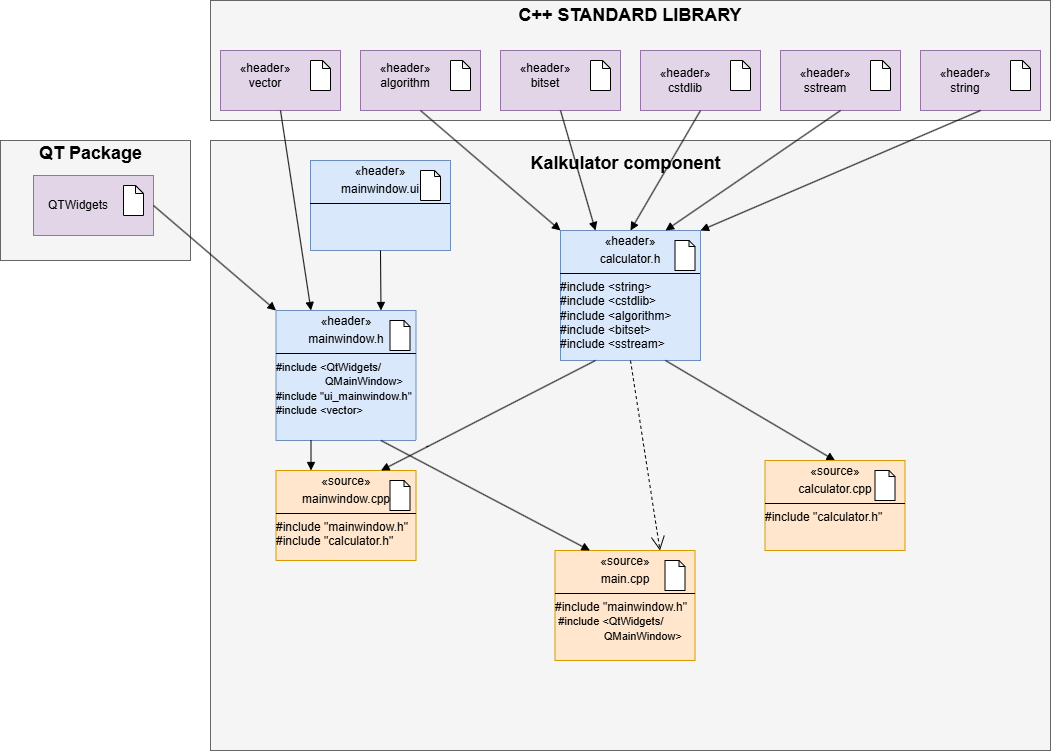 C++ STANDARD LIBRARY
«header»
vector
«header»
algorithm
«header»
bitset
«header»
cstdlib
«header»
sstream
«header»
string
QT Package
QTWidgets
Kalkulator component
«header»
mainwindow.ui
«header»
calculator.h
#include <string>
#include <cstdlib>
#include <algorithm>
#include <bitset>
#include <sstream>
«header»
mainwindow.h
#include <QtWidgets/
QMainWindow>
#include "ui_mainwindow.h"
#include <vector>
«source»
mainwindow.cpp
#include "mainwindow.h"
#include "calculator.h"
«source»
calculator.cpp
#include "calculator.h"
«source»
main.cpp
#include "mainwindow.h"
#include <QtWidgets/
QMainWindow>